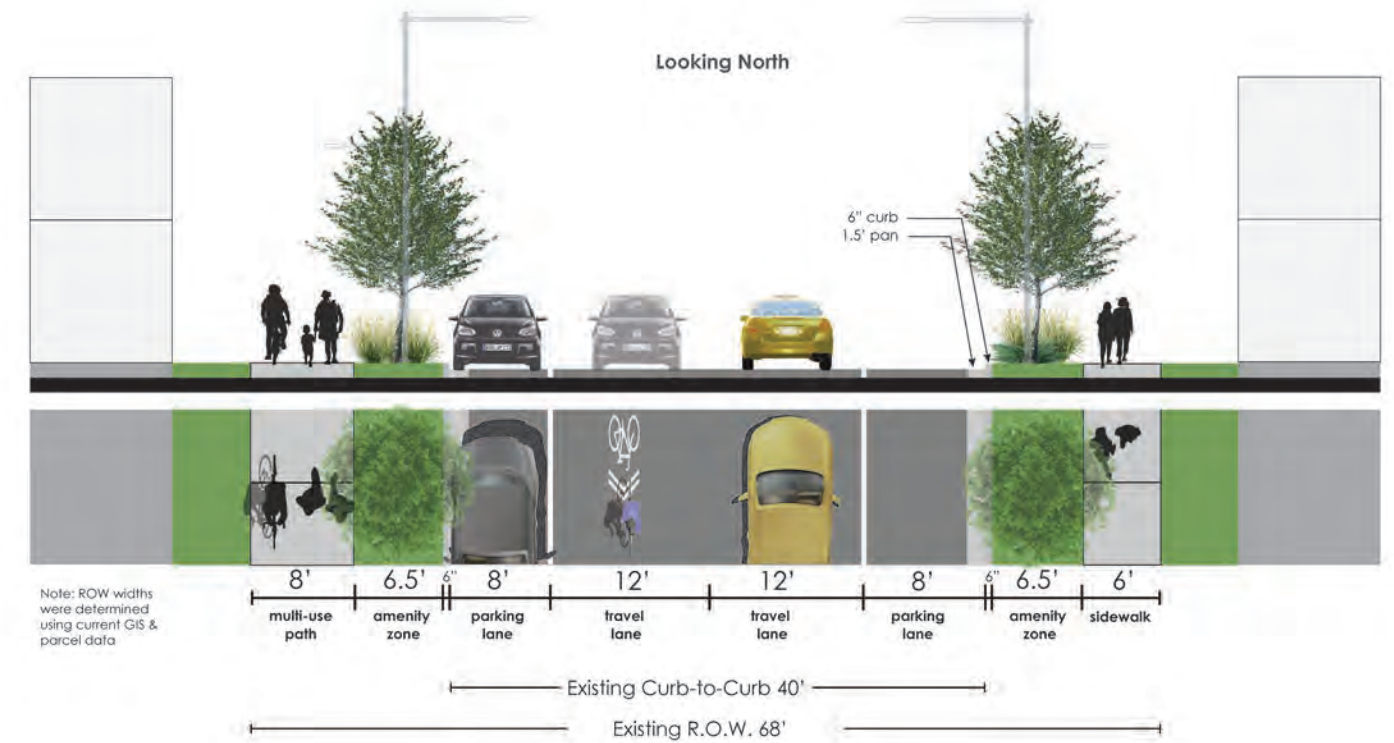 Looking North
6" curb
1.5' pan
8' 6.5' 6" 8' 12' 12' 8' 6" 6.5' 6'
multi-use path
amenity zone
parking lane
travel lane
travel lane
parking lane
amenity zone
sidewalk
Note: ROW widths
were determined
using current GIS &
parcel data
Existing Curb-to-Curb 40'
Existing R.O.W. 68'